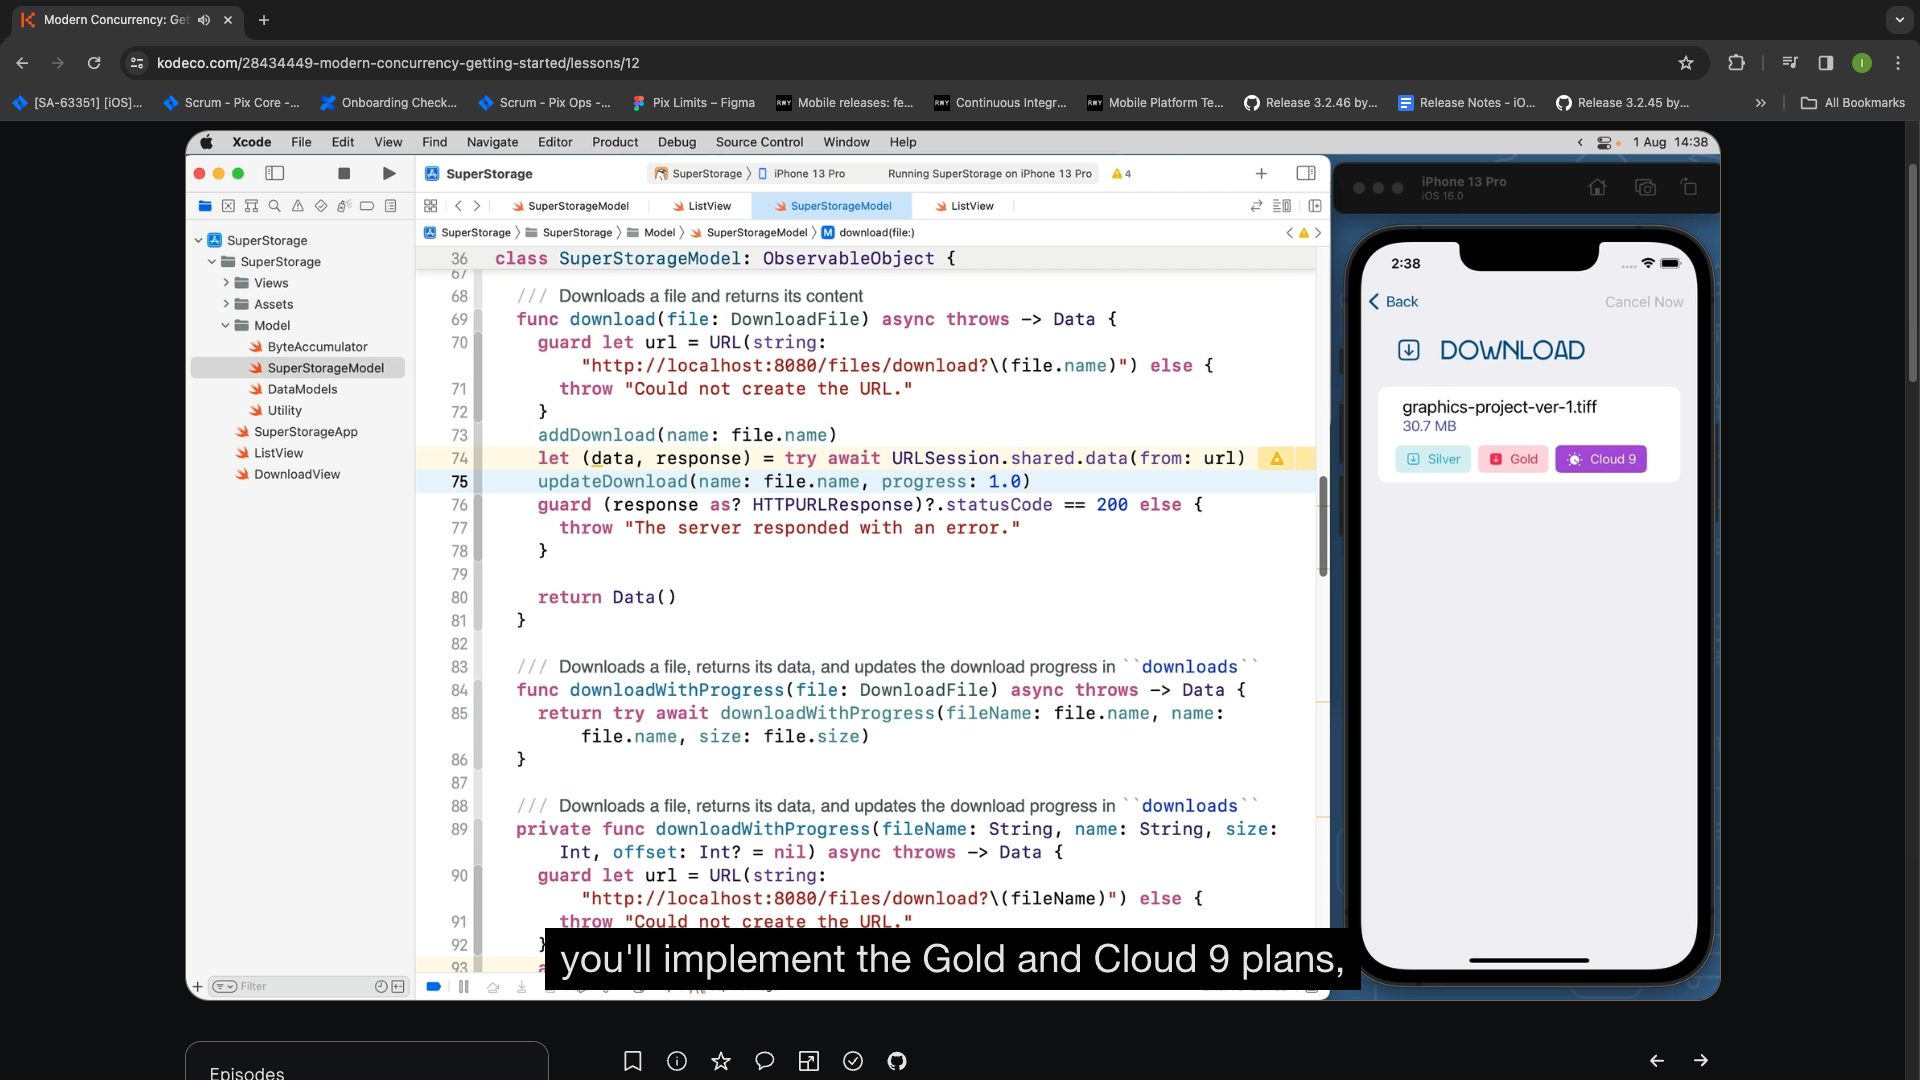 Modern Concurrency: Get
kodeco.com/28434449-modern-concurrency-getting-started/lessons/12
[SA-63351] [iOS]...
Scrum - Pix Core -...
Onboarding Check...
Scrum - Pix Ops -...
Pix Limits – Figma
RWY
Mobile releases: fe...
RWY
Continuous Integr...
RWY
Mobile Platform Te...
Release 3.2.46 by...
Release Notes - iO...
Release 3.2.45 by...
All Bookmarks
Xcode File Edit View Find Navigate Editor Product Debug Source Control Window Help
1 Aug 14:38
SuperStorage
SuperStorage
iPhone 13 Pro
Running SuperStorage on iPhone 13 Pro
4
SuperStorageModel
ListView
SuperStorageModel
ListView
SuperStorage
SuperStorage
Model
SuperStorageModel
M
download(file:)
SuperStorage
SuperStorage
Views
Assets
Model
ByteAccumulator
SuperStorageModel
DataModels
Utility
SuperStorageApp
ListView
DownloadView
Filter
36 class SuperStorageModel: ObservableObject {
67
68 /// Downloads a file and returns its content
69 func download(file: DownloadFile) async throws -> Data {
70 guard let url = URL(string:
"http://localhost:8080/files/download?\(file.name)") else {
71 throw "Could not create the URL."
72 }
73 addDownload(name: file.name)
74 let (data, response) = try await URLSession.shared.data(from: url)
75 updateDownload(name: file.name, progress: 1.0)
76 guard (response as? HTTPURLResponse)?.statusCode == 200 else {
77 throw "The server responded with an error."
78 }
79
80 return Data()
81 }
82
83 /// Downloads a file, returns its data, and updates the download progress in ``downloads``
84 func downloadWithProgress(file: DownloadFile) async throws -> Data {
85 return try await downloadWithProgress(fileName: file.name, name:
file.name, size: file.size)
86 }
87
88 /// Downloads a file, returns its data, and updates the download progress in ``downloads``
89 private func downloadWithProgress(fileName: String, name: String, size:
Int, offset: Int? = nil) async throws -> Data {
90 guard let url = URL(string:
"http://localhost:8080/files/download?\(fileName)") else {
91 throw "Could not create the URL."
92 }
93
you'll implement the Gold and Cloud 9 plans,
iPhone 13 Pro
iOS 16.0
2:38
Back
Cancel Now
DOWNLOAD
graphics-project-ver-1.tiff
30.7 MB
Silver
Gold
Cloud 9
Episodes